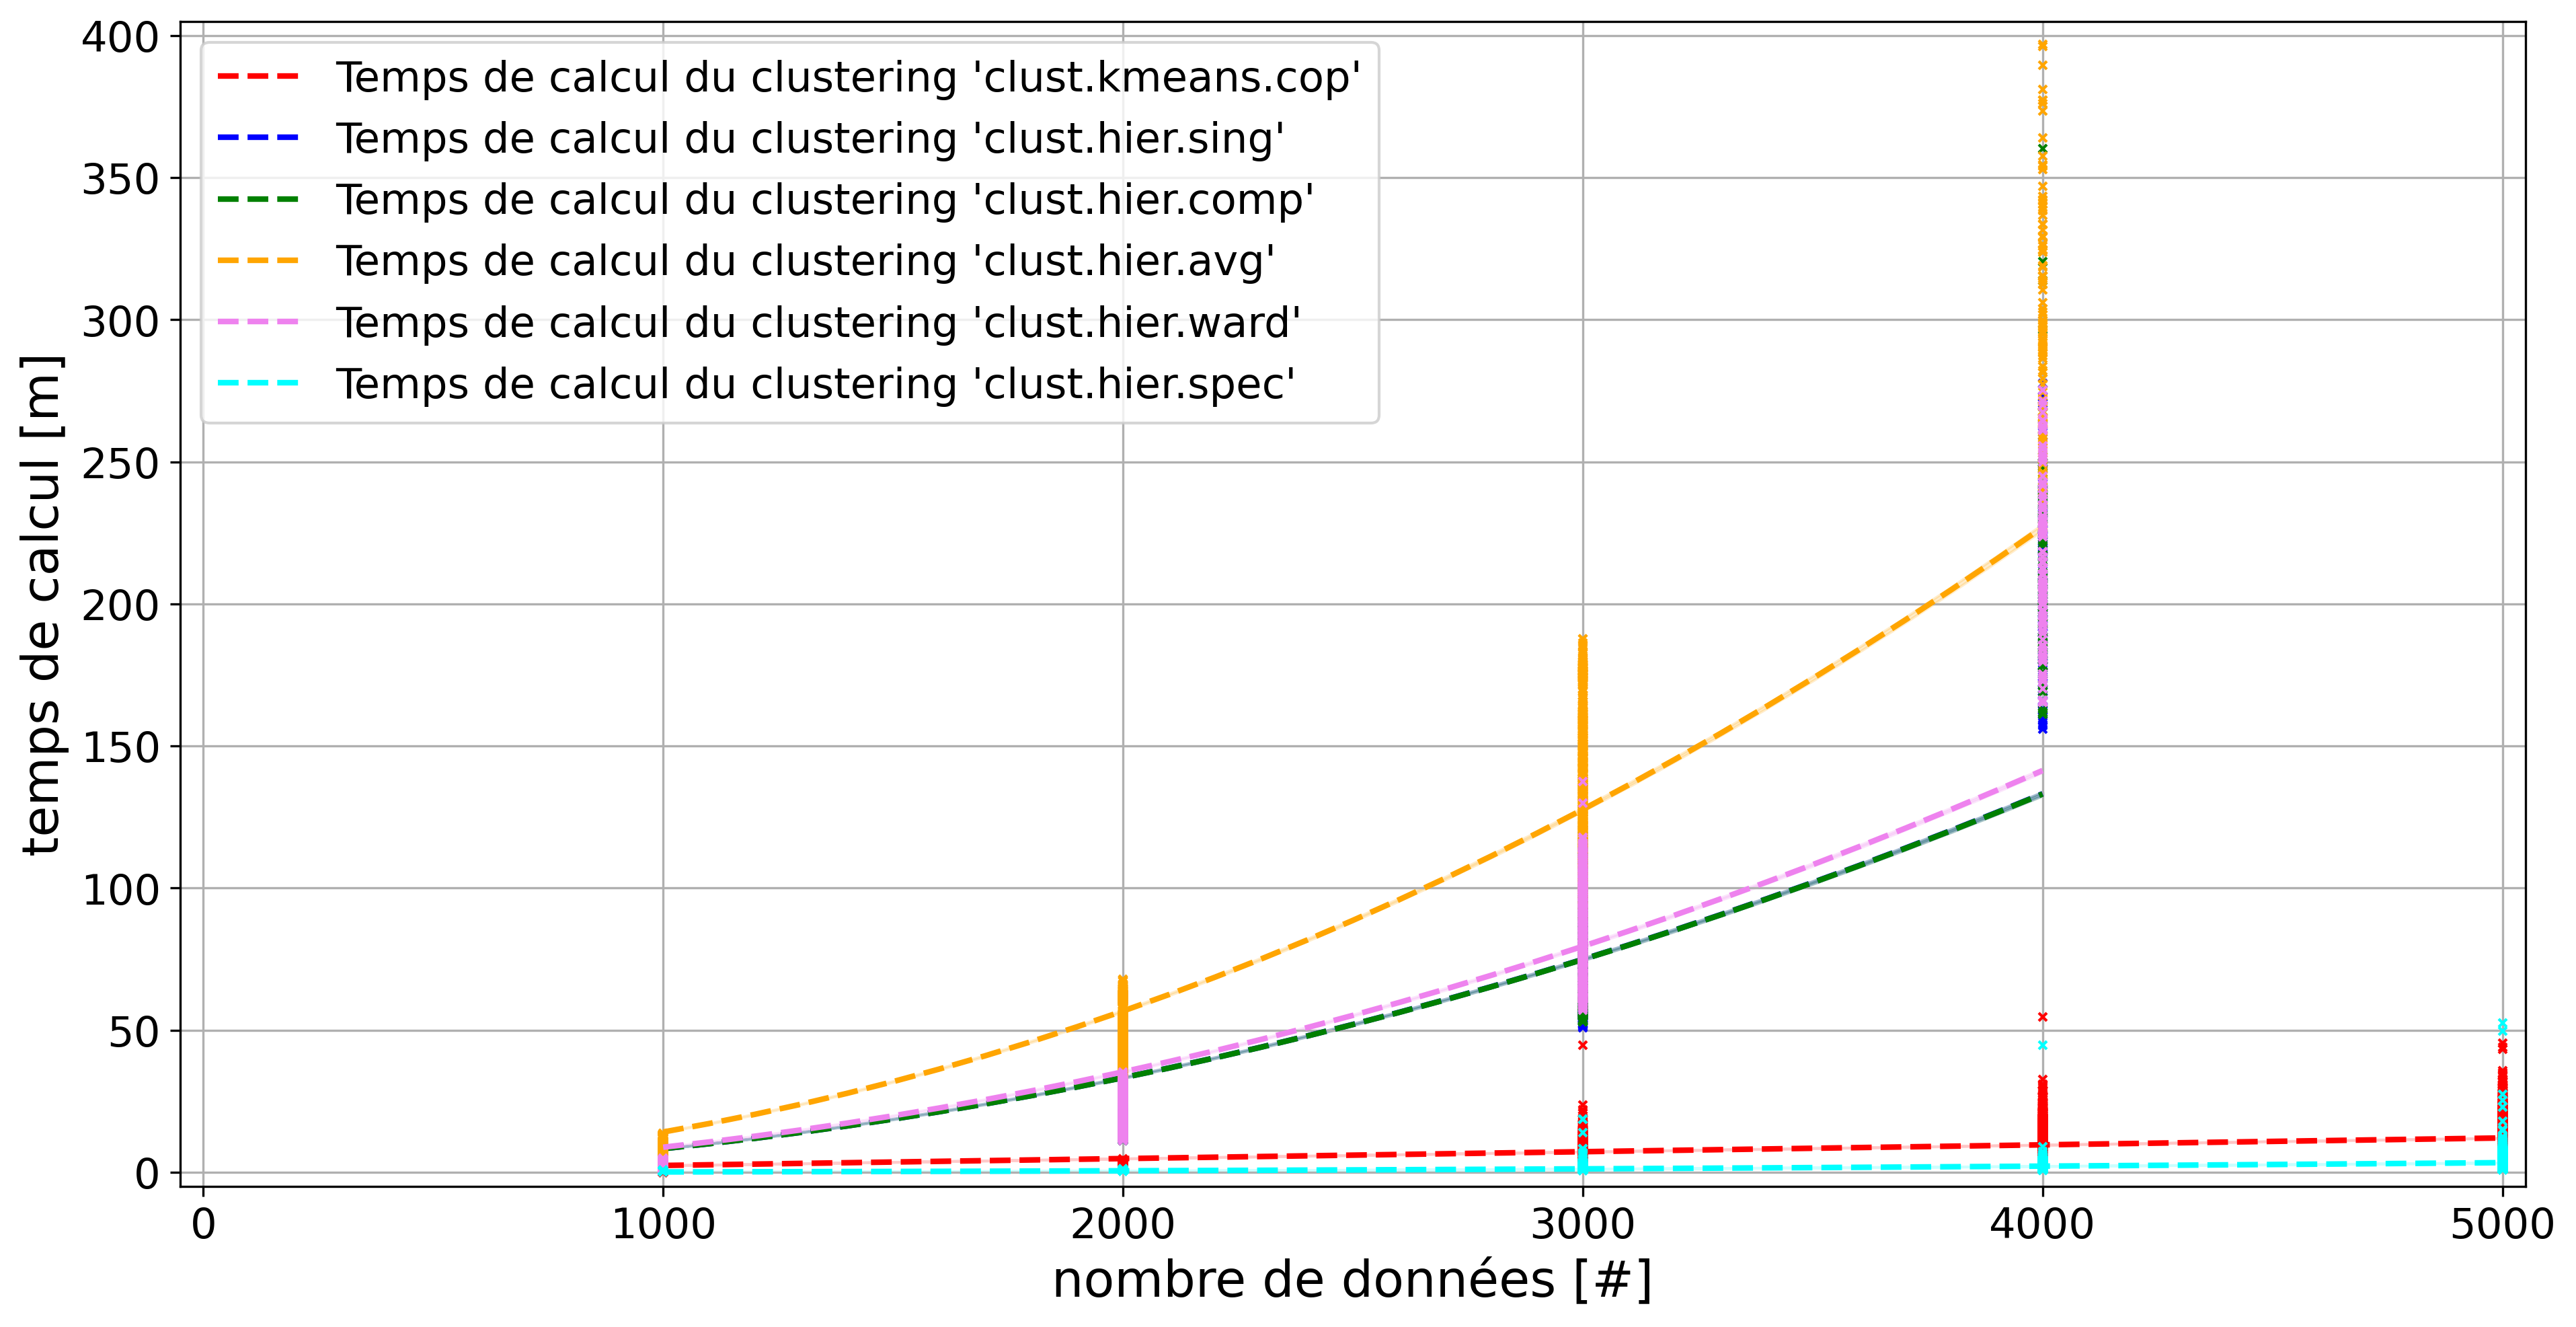 400
350
300
250
200
150
100
50
0
temps de calcul [m]
Temps de calcul du clustering 'clust.kmeans.cop'
Temps de calcul du clustering 'clust.hier.sing'
Temps de calcul du clustering 'clust.hier.comp'
Temps de calcul du clustering 'clust.hier.avg'
Temps de calcul du clustering 'clust.hier.ward'
Temps de calcul du clustering 'clust.hier.spec'
0 1000 2000 3000 4000 5000
nombre de données [#]